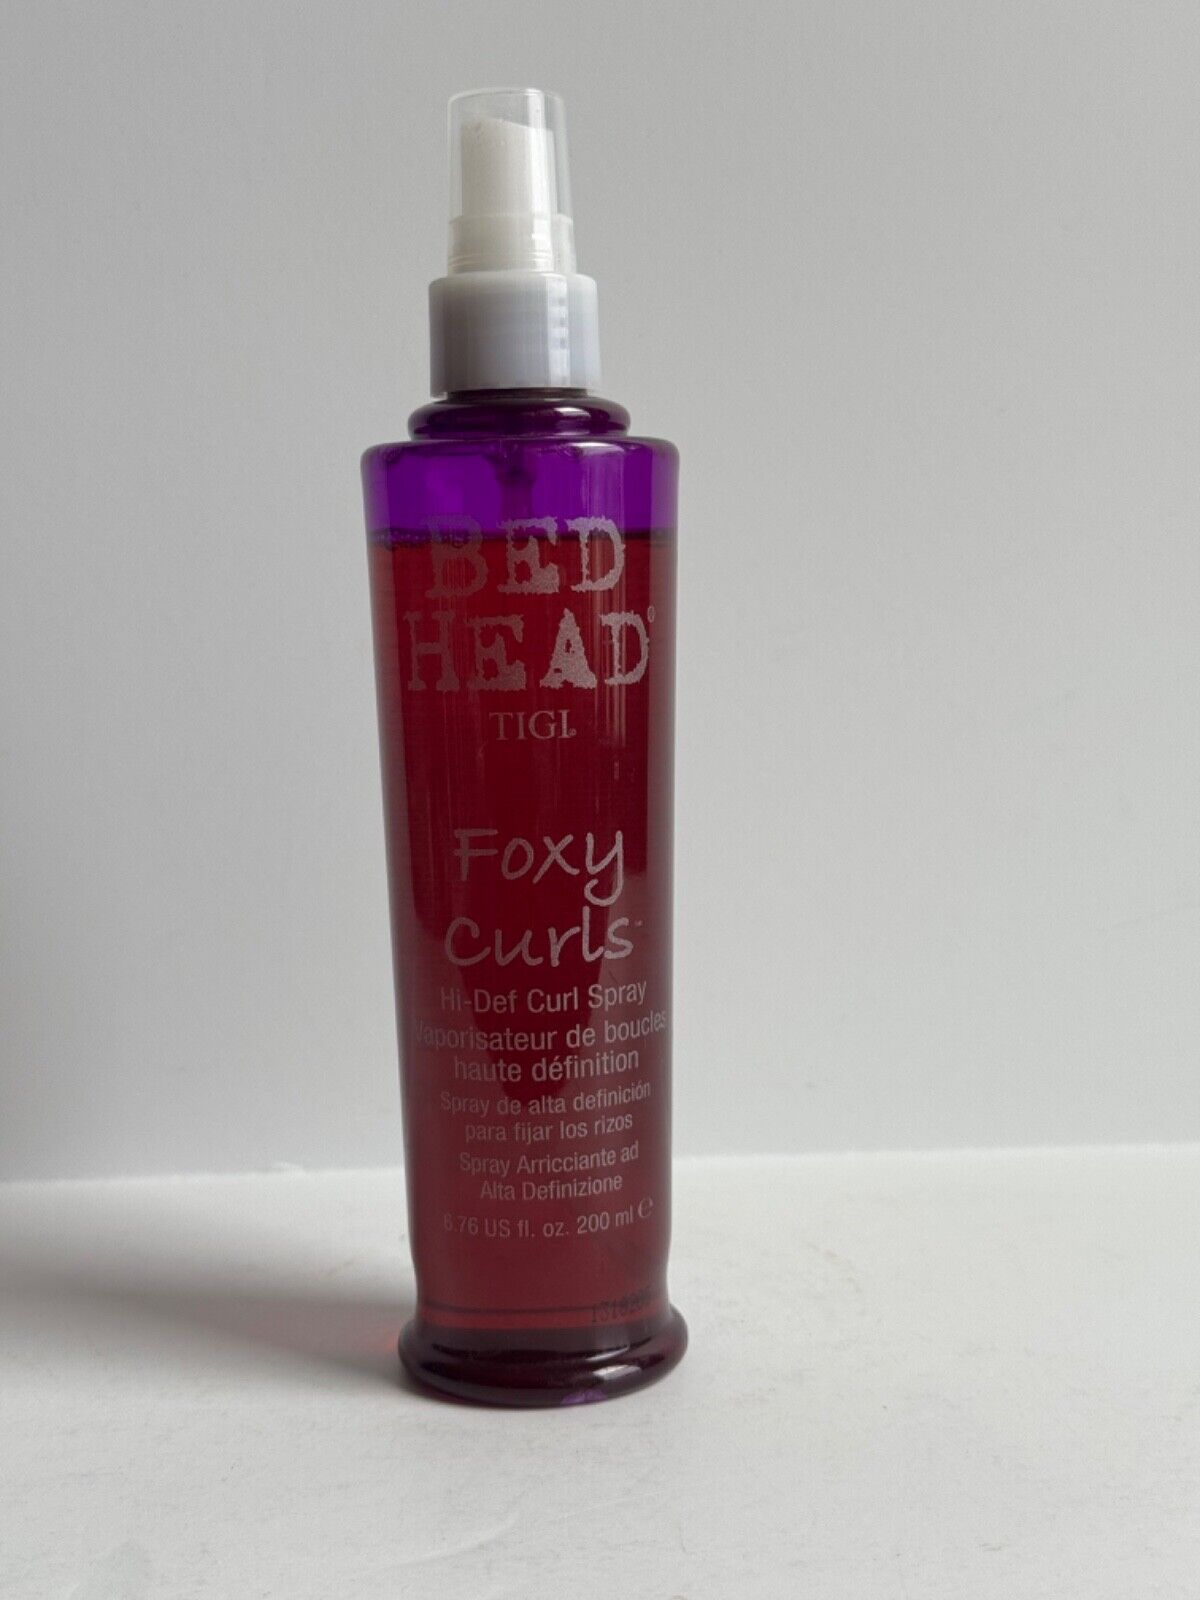 BED
HEAD®
TIGI®
Foxy
Curls™
Hi-Def Curl Spray
Vaporisateur de boucles
haute définition
Spray de alta definición
para fijar los rizos
Spray Arricciante ad
Alta Definizione
6.76 US fl. oz. 200 ml ℮